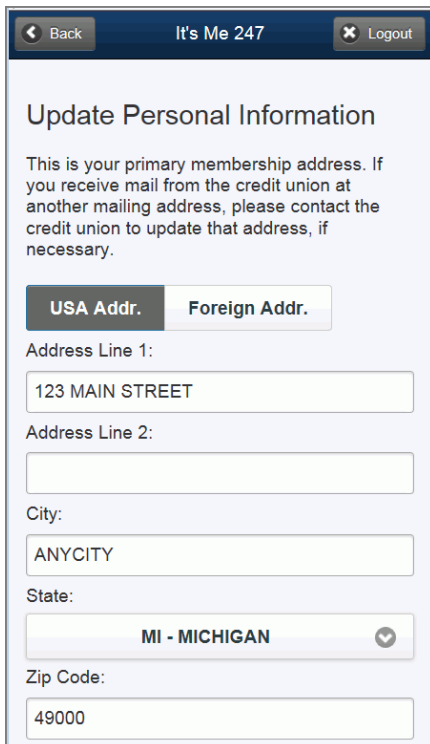 Back It's Me 247 Logout
Update Personal Information
This is your primary membership address. If
you receive mail from the credit union at
another mailing address, please contact the
credit union to update that address, if
necessary.
USA Addr. Foreign Addr.
Address Line 1:
123 MAIN STREET
Address Line 2:
City:
ANYCITY
State:
MI - MICHIGAN
Zip Code:
49000